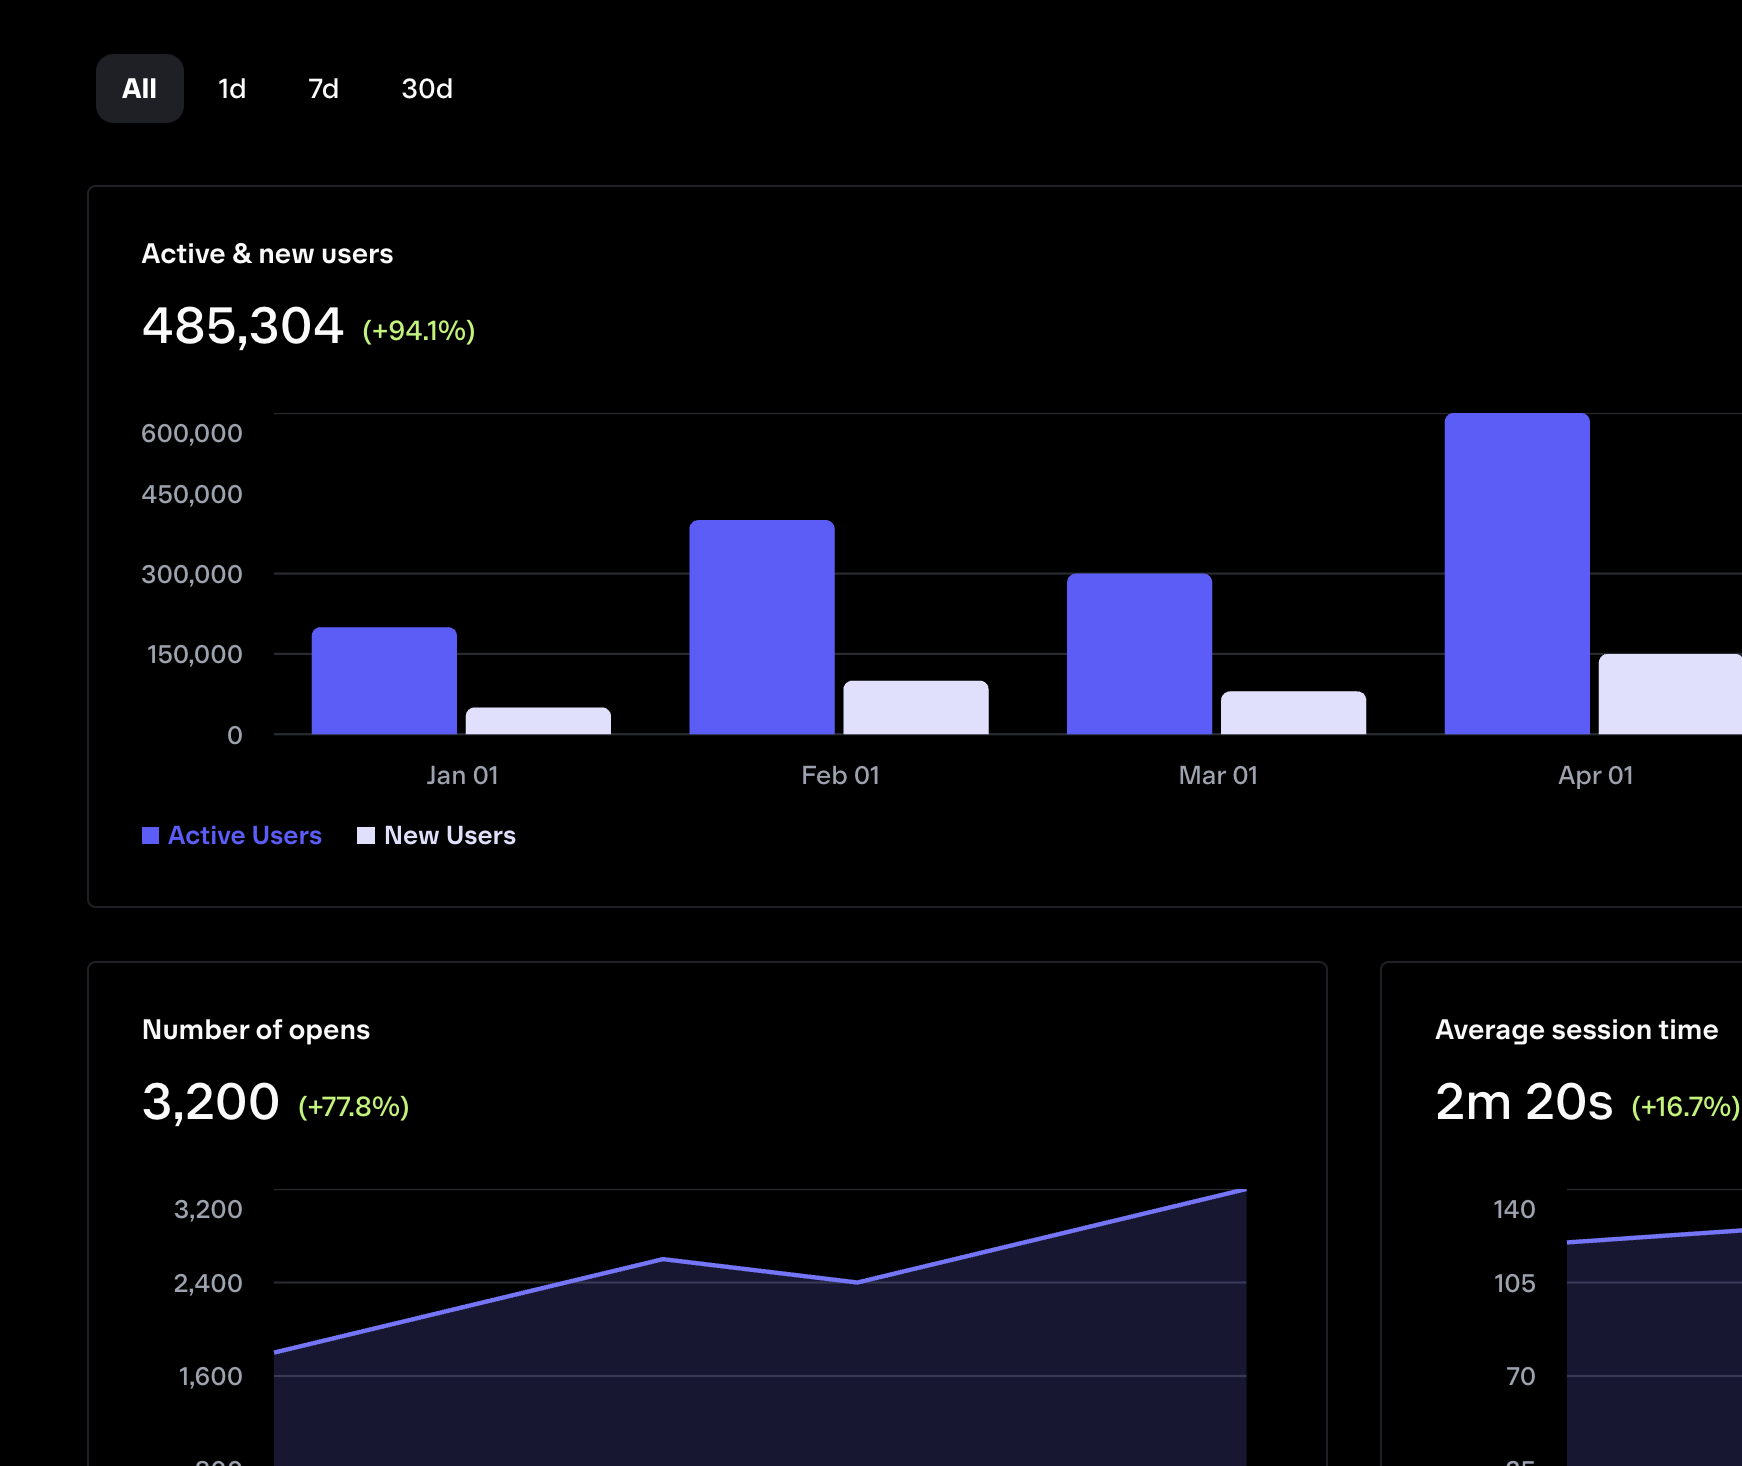 All 1d 7d 30d
Active & new users
485,304 (+94.1%)
600,000
450,000
300,000
150,000
0
Jan 01 Feb 01 Mar 01 Apr 01
Active Users New Users
Number of opens
3,200 (+77.8%)
3,200
2,400
1,600
Average session time
2m 20s (+16.7%)
140
105
70